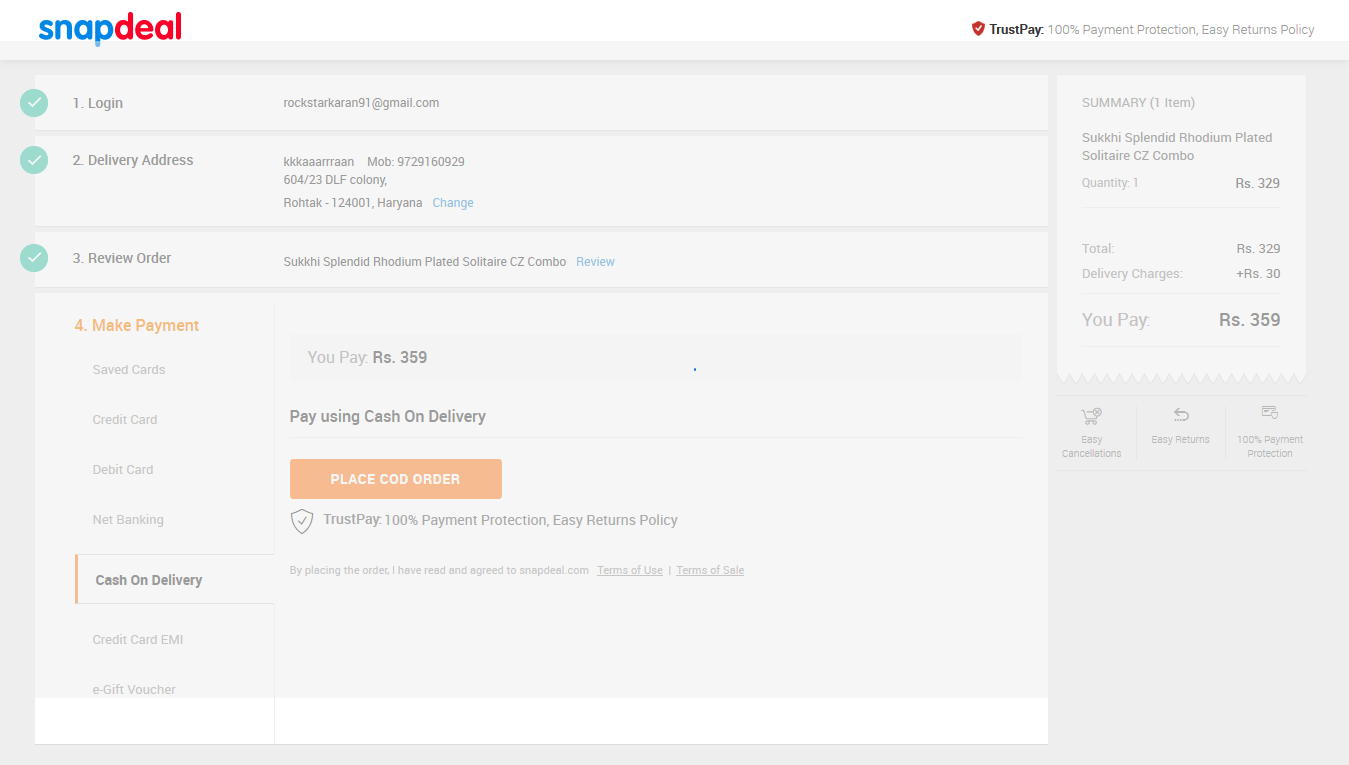 snapdeal
TrustPay: 100% Payment Protection, Easy Returns Policy
1. Login
rockstarkaran91@gmail.com
2. Delivery Address
kkkaaarrraan Mob: 9729160929
604/23 DLF colony,
Rohtak - 124001, Haryana Change
3. Review Order
Sukkhi Splendid Rhodium Plated Solitaire CZ Combo Review
4. Make Payment
Saved Cards
Credit Card
Debit Card
Net Banking
Cash On Delivery
Credit Card EMI
e-Gift Voucher
You Pay: Rs. 359
Pay using Cash On Delivery
PLACE COD ORDER
TrustPay: 100% Payment Protection, Easy Returns Policy
By placing the order, I have read and agreed to snapdeal.com Terms of Use | Terms of Sale
SUMMARY (1 Item)
Sukkhi Splendid Rhodium Plated
Solitaire CZ Combo
Quantity: 1 Rs. 329
Total: Rs. 329
Delivery Charges: +Rs. 30
You Pay: Rs. 359
Easy
Cancellations
Easy Returns
100% Payment
Protection